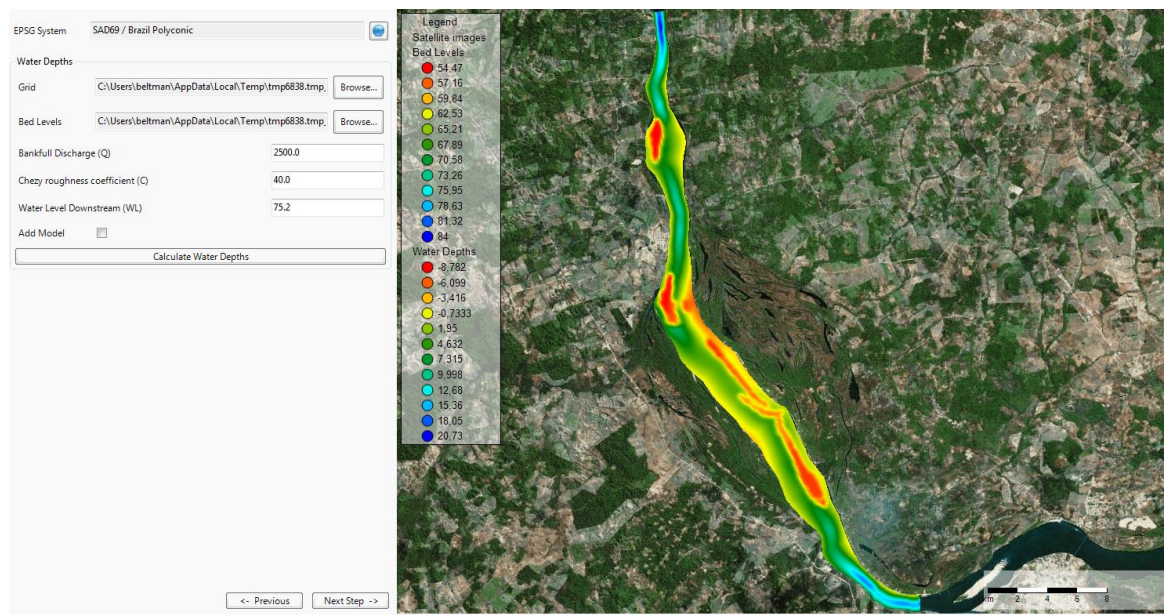 EPSG System
SAD69 / Brazil Polyconic
Water Depths
Grid
C:\Users\beltman\AppData\Local\Temp\tmp6838.tmp_
Browse...
Bed Levels
C:\Users\beltman\AppData\Local\Temp\tmp6838.tmp_
Browse...
Bankfull Discharge (Q)
2500.0
Chezy roughness coefficient (C)
40.0
Water Level Downstream (WL)
75.2
Add Model
Calculate Water Depths
<- Previous
Next Step ->
Legend
Satellite images
Bed Levels
54,47
57,16
59,84
62,53
65,21
67,89
70,58
73,26
75,95
78,63
81,32
84
Water Depths
-8,782
-6,099
-3,416
-0,7333
1,95
4,632
7,315
9,998
12,68
15,36
18,05
20,73
km 2 4 6 8